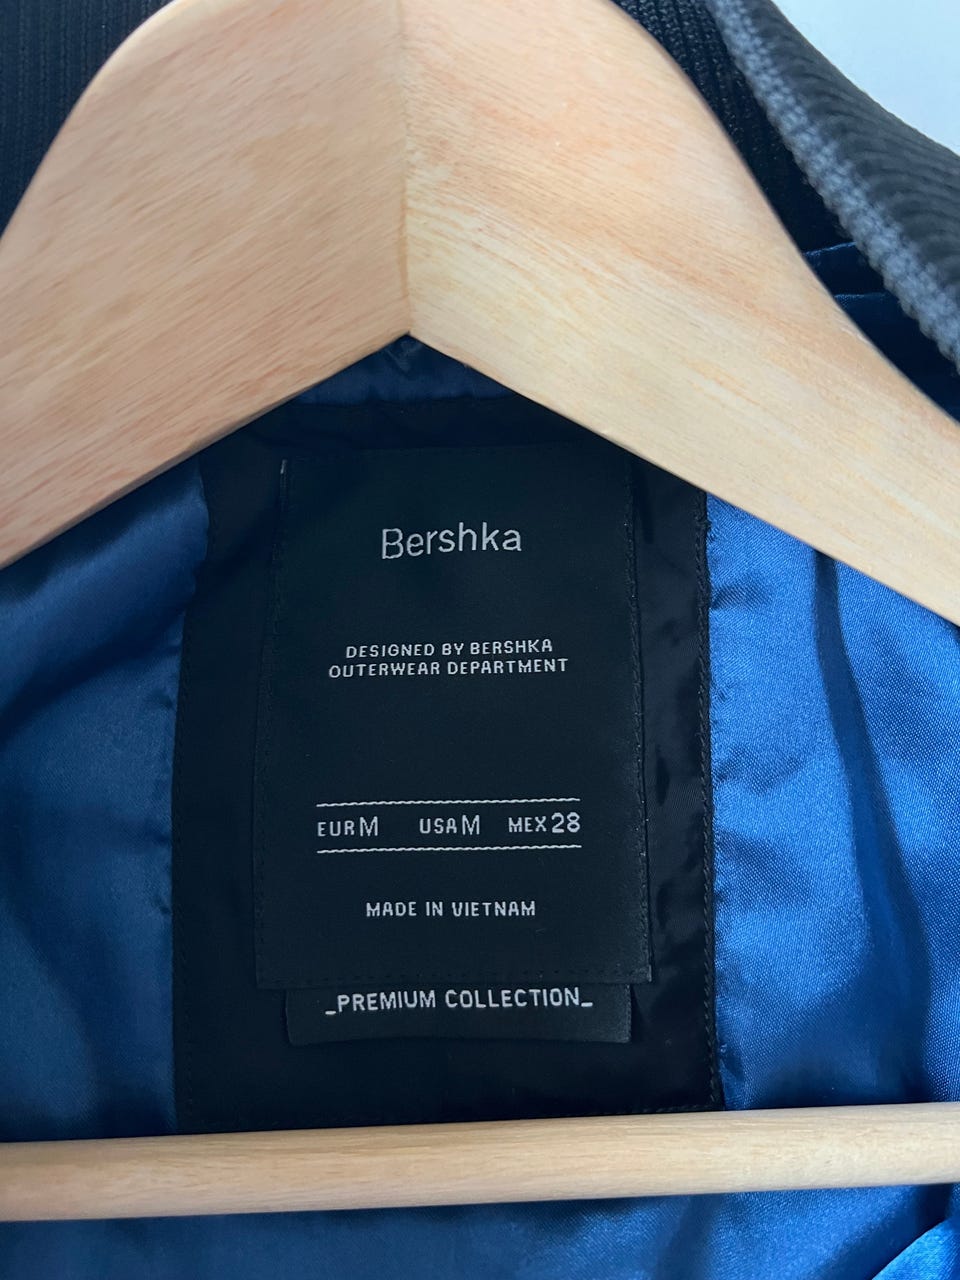 Bershka
DESIGNED BY BERSHKA
OUTERWEAR DEPARTMENT
EUR M USA M MEX 28
MADE IN VIETNAM
_PREMIUM COLLECTION_